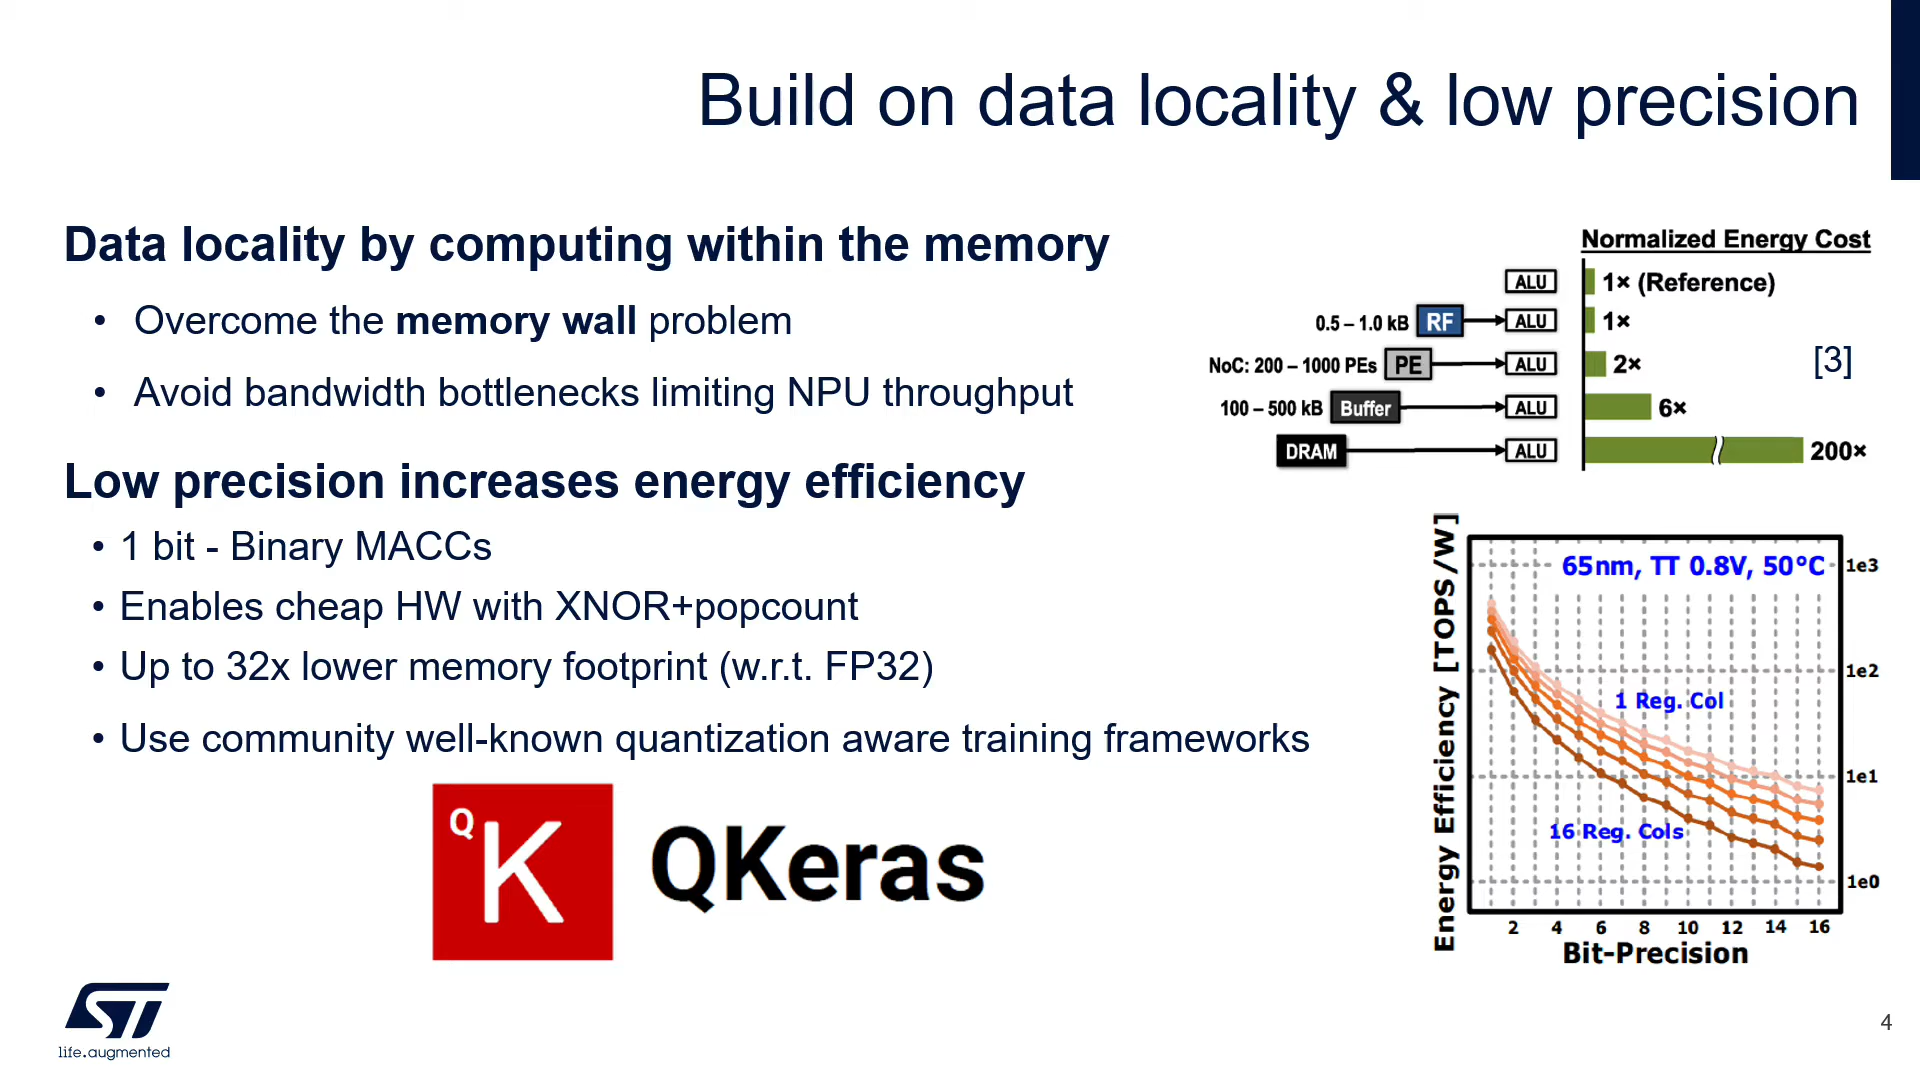 Build on data locality & low precision
Data locality by computing within the memory
• Overcome the memory wall problem
• Avoid bandwidth bottlenecks limiting NPU throughput
Low precision increases energy efficiency
• 1 bit - Binary MACCs
• Enables cheap HW with XNOR+popcount
• Up to 32x lower memory footprint (w.r.t. FP32)
• Use community well-known quantization aware training frameworks
Q K QKeras
Normalized Energy Cost
ALU 1× (Reference)
0.5 – 1.0 kB RF ALU 1×
NoC: 200 – 1000 PEs PE ALU 2×
100 – 500 kB Buffer ALU 6×
DRAM ALU 200×
[3]
Energy Efficiency [TOPS/W]
65nm, TT 0.8V, 50°C
1e3
1e2
1 Reg. Col
1e1
16 Reg. Cols
1e0
2 4 6 8 10 12 14 16
Bit-Precision
ST
life.augmented
4